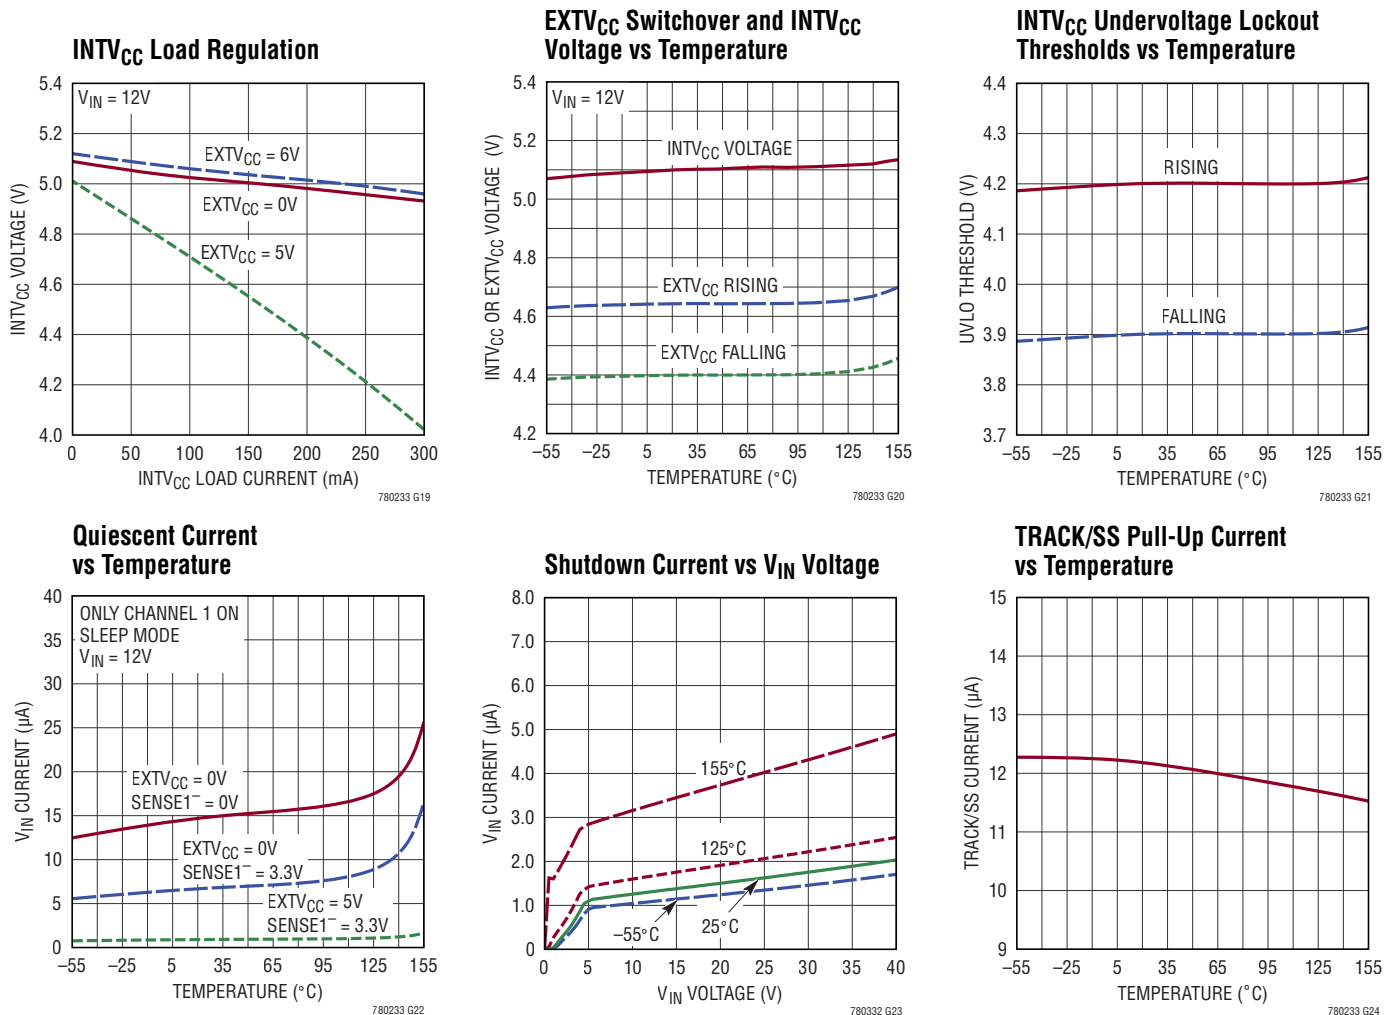 INTVCC Load Regulation
5.4
5.2
5.0
4.8
4.6
4.4
4.2
4.0
INTVCC VOLTAGE (V)
VIN = 12V
EXTVCC = 6V
EXTVCC = 0V
EXTVCC = 5V
0 50 100 150 200 250 300
INTVCC LOAD CURRENT (mA)
780233 G19
EXTVCC Switchover and INTVCC
Voltage vs Temperature
5.4
5.2
5.0
4.8
4.6
4.4
4.2
INTVCC OR EXTVCC VOLTAGE (V)
VIN = 12V
INTVCC VOLTAGE
EXTVCC RISING
EXTVCC FALLING
–55 –25 5 35 65 95 125 155
TEMPERATURE (°C)
780233 G20
INTVCC Undervoltage Lockout
Thresholds vs Temperature
4.4
4.3
4.2
4.1
4.0
3.9
3.8
3.7
UVLO THRESHOLD (V)
RISING
FALLING
–55 –25 5 35 65 95 125 155
TEMPERATURE (°C)
780233 G21
Quiescent Current
vs Temperature
40
35
30
25
20
15
10
5
0
VIN CURRENT (µA)
ONLY CHANNEL 1 ON
SLEEP MODE
VIN = 12V
EXTVCC = 0V
SENSE1– = 0V
EXTVCC = 0V
SENSE1– = 3.3V
EXTVCC = 5V
SENSE1– = 3.3V
–55 –25 5 35 65 95 125 155
TEMPERATURE (°C)
780233 G22
Shutdown Current vs VIN Voltage
8.0
7.0
6.0
5.0
4.0
3.0
2.0
1.0
0
VIN CURRENT (µA)
155°C
125°C
–55°C
25°C
0 5 10 15 20 25 30 35 40
VIN VOLTAGE (V)
780332 G23
TRACK/SS Pull-Up Current
vs Temperature
15
14
13
12
11
10
9
TRACK/SS CURRENT (µA)
–55 –25 5 35 65 95 125 155
TEMPERATURE (°C)
780233 G24